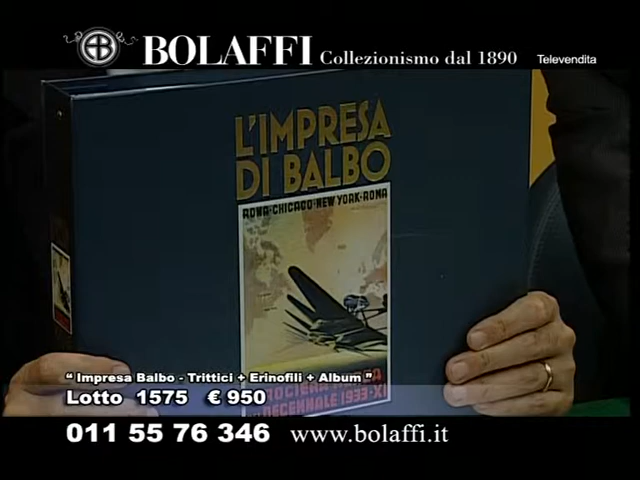 BOLAFFI Collezionismo dal 1890
Televendita
L'IMPRESA
DI BALBO
ROMA·CHICAGO·NEW YORK·ROMA
DECENNALE 1933-XI
“ Impresa Balbo - Trittici + Erinofili + Album ”
Lotto 1575 € 950
011 55 76 346 www.bolaffi.it